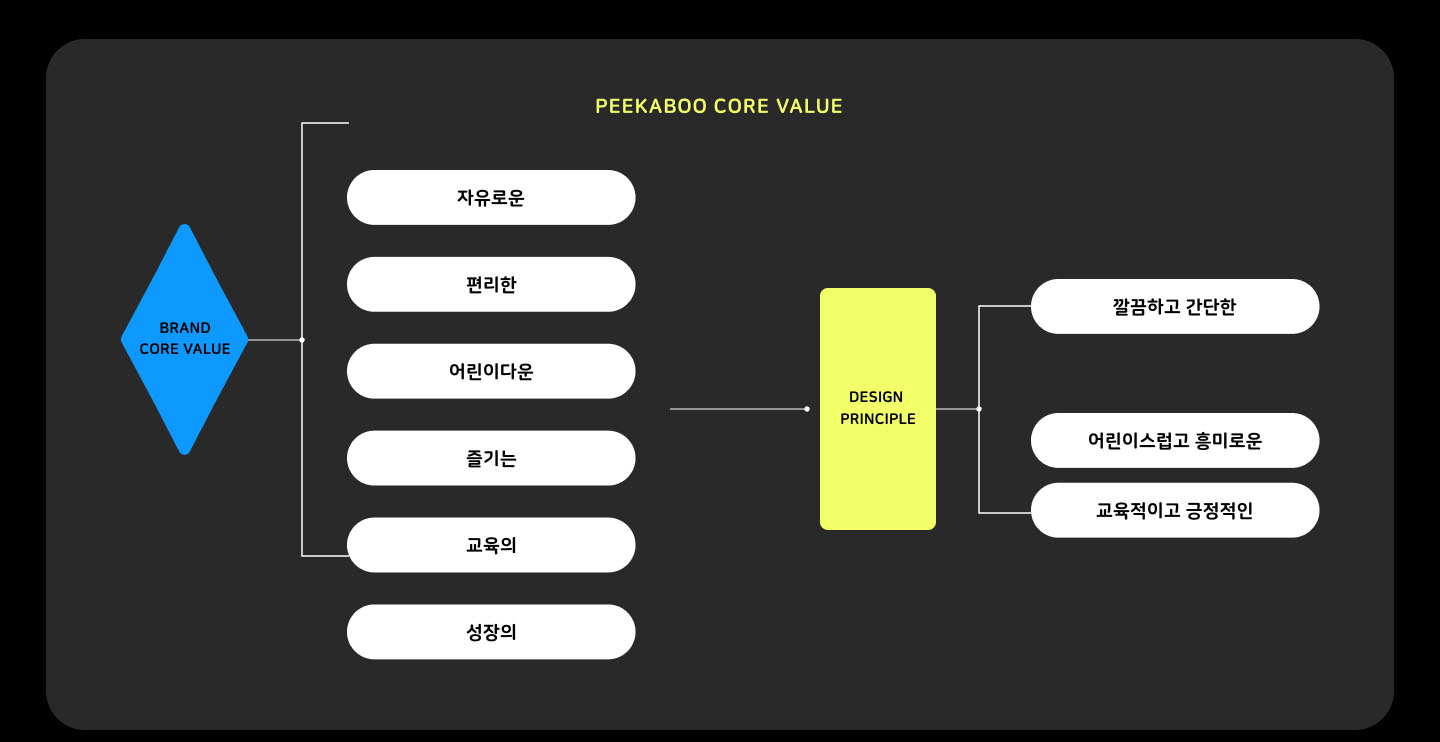 PEEKABOO CORE VALUE
BRAND
CORE VALUE
자유로운
편리한
어린이다운
즐기는
교육의
성장의
DESIGN
PRINCIPLE
깔끔하고 간단한
어린이스럽고 흥미로운
교육적이고 긍정적인